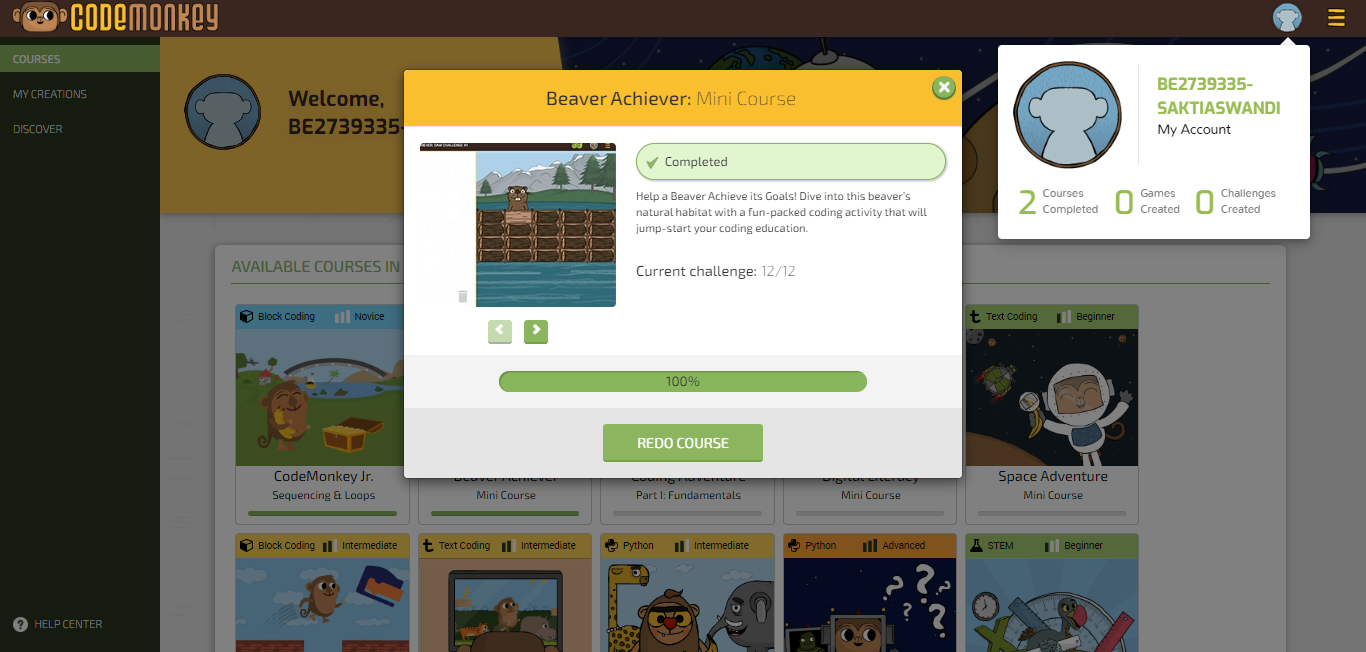 CODEMONKEY
COURSES
MY CREATIONS
DISCOVER
HELP CENTER
Welcome,
BE2739335-
BE2739335-
SAKTIASWANDI
My Account
2 Courses Completed
0 Games Created
0 Challenges Created
Beaver Achiever: Mini Course
Completed
Help a Beaver Achieve its Goals! Dive into this beaver's
natural habitat with a fun-packed coding activity that will
jump-start your coding education.
Current challenge: 12/12
100%
REDO COURSE
AVAILABLE COURSES IN
Block Coding Novice
Text Coding Beginner
CodeMonkey Jr.
Sequencing & Loops
Beaver Achiever
Mini Course
Coding Adventure
Part I: Fundamentals
Digital Literacy
Mini Course
Space Adventure
Mini Course
Block Coding Intermediate
Text Coding Intermediate
Python Intermediate
Python Advanced
STEM Beginner